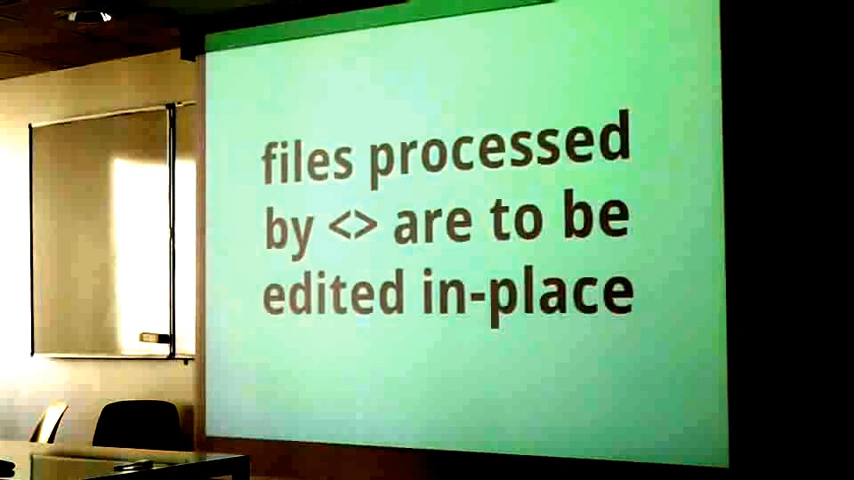 files processed
by <> are to be
edited in-place